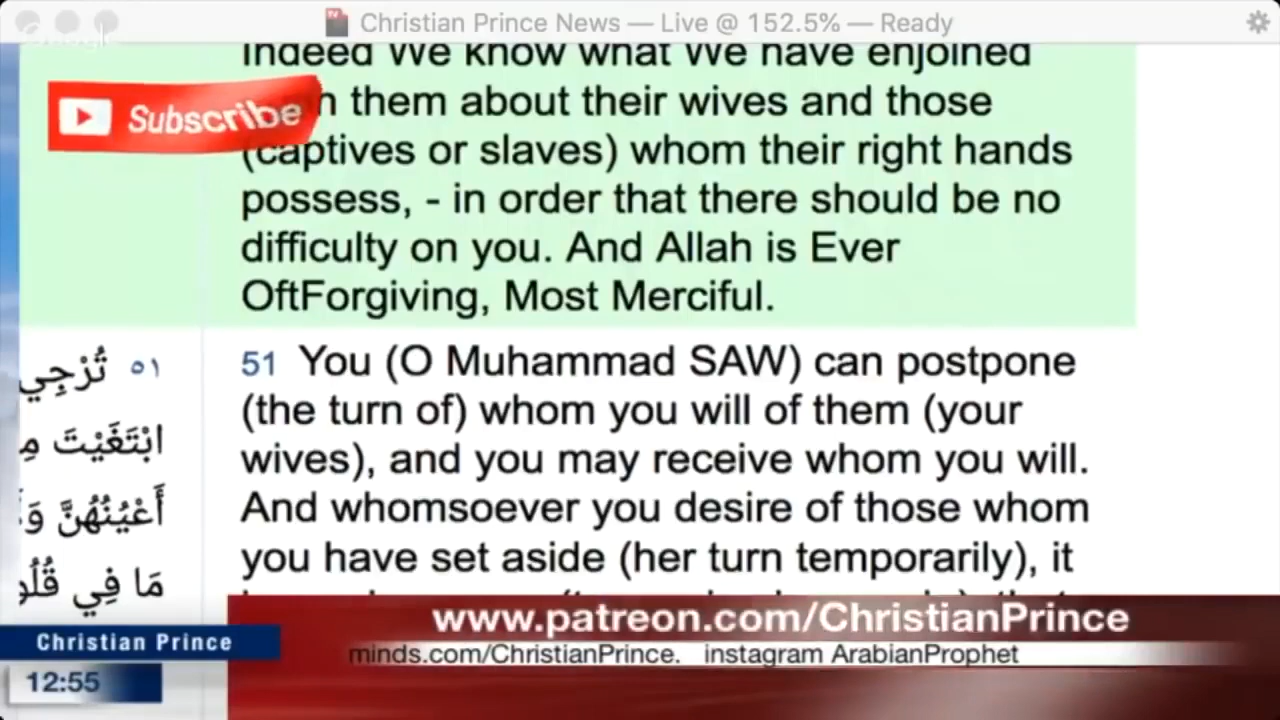 Christian Prince News — Live @ 152.5% — Ready
Google
Indeed We know what We have enjoined
Subscribe
them about their wives and those
(captives or slaves) whom their right hands
possess, - in order that there should be no
difficulty on you. And Allah is Ever
OftForgiving, Most Merciful.
51 You (O Muhammad SAW) can postpone
(the turn of) whom you will of them (your
wives), and you may receive whom you will.
And whomsoever you desire of those whom
you have set aside (her turn temporarily), it
٥١ تُرْجِي
ابْتَغَيْتَ
أَعْيُنُهُنَّ
مَا فِي
www.patreon.com/ChristianPrince
minds.com/ChristianPrince. instagram ArabianProphet
Christian Prince
12:55